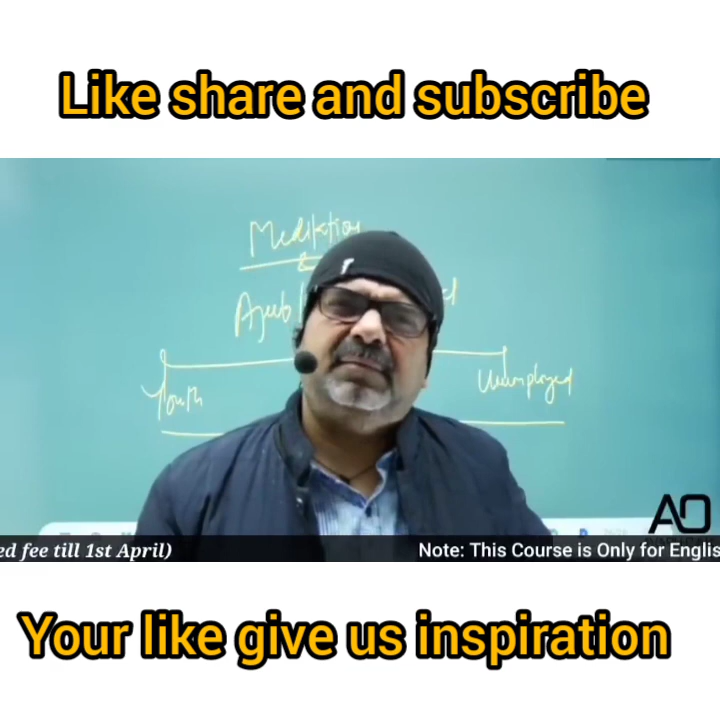 Like share and subscribe
Meditation
Ayub
Youth
Unemployed
AO
ed fee till 1st April) Note: This Course is Only for Englis
Your like give us inspiration